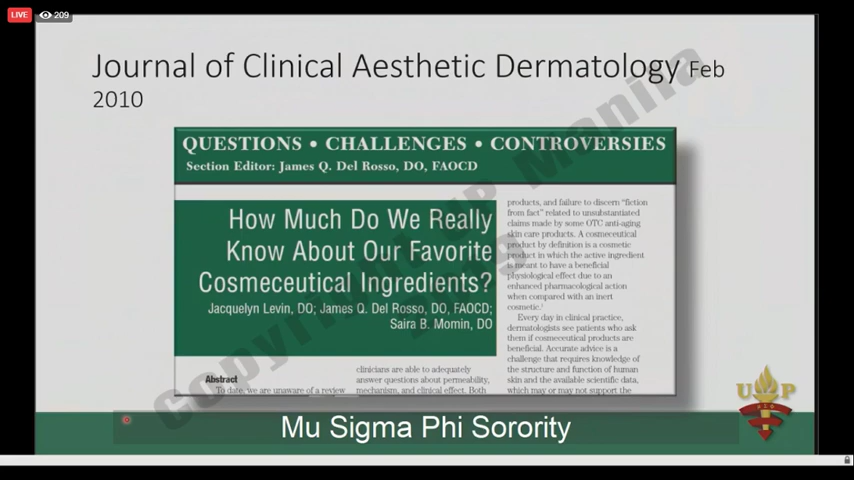 LIVE 209
Journal of Clinical Aesthetic Dermatology Feb
2010
QUESTIONS • CHALLENGES • CONTROVERSIES
Section Editor: James Q. Del Rosso, DO, FAOCD
How Much Do We Really
Know About Our Favorite
Cosmeceutical Ingredients?
Jacquelyn Levin, DO; James Q. Del Rosso, DO, FAOCD;
Saira B. Momin, DO
Abstract
To date, we are unaware of a review
clinicians are able to adequately
answer questions about permeability,
mechanism, and clinical effect. Both
products, and failure to discern “fiction
from fact” related to unsubstantiated
claims made by some OTC anti-aging
skin care products. A cosmeceutical
product by definition is a cosmetic
product in which the active ingredient
is meant to have a beneficial
physiological effect due to an
enhanced pharmacological action
when compared with an inert
cosmetic.¹
Every day in clinical practice,
dermatologists see patients who ask
them if cosmeceutical products are
beneficial. Accurate advice is a
challenge that requires knowledge of
the structure and function of human
skin and the available scientific data,
which may or may not support the
Copyright UP Manila
2019
U P
Mu Sigma Phi Sorority